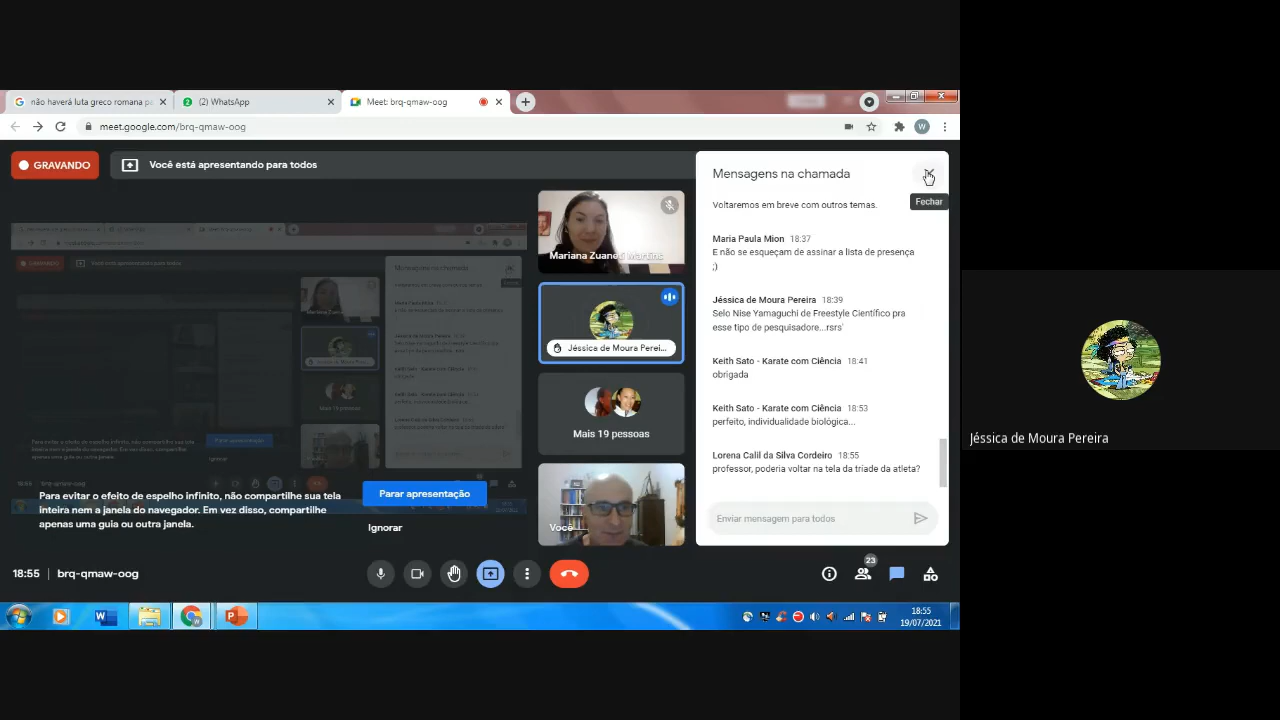 não haverá luta greco romana pe
(2) WhatsApp
Meet: brq-qmaw-oog
meet.google.com/brq-qmaw-oog
W
GRAVANDO
Você está apresentando para todos
Mensagens na chamada
Fechar
Voltaremos em breve com outros temas.
Maria Paula Mion 18:37
E não se esqueçam de assinar a lista de presença
;)
Jéssica de Moura Pereira 18:39
Selo Nise Yamaguchi de Freestyle Científico pra
esse tipo de pesquisador...rsrs'
Keith Sato - Karate com Ciência 18:41
obrigada
Keith Sato - Karate com Ciência 18:53
perfeito, individualidade biológica...
Lorena Calil da Silva Cordeiro 18:55
professor, poderia voltar na tela da tríade da atleta?
Enviar mensagem para todos
Mariana Zuaneti Martins
Jéssica de Moura Perei...
Mais 19 pessoas
Você
Para evitar o efeito de espelho infinito, não compartilhe sua tela
inteira nem a janela do navegador. Em vez disso, compartilhe
apenas uma guia ou outra janela.
Parar apresentação
Ignorar
18:55 | brq-qmaw-oog
23
18:55
19/07/2021
Jéssica de Moura Pereira